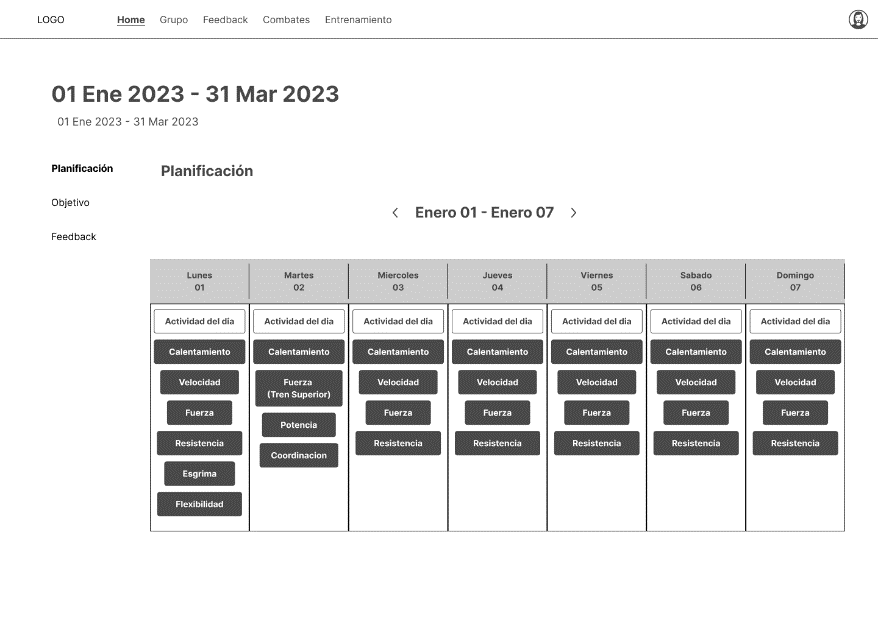 LOGO
Home Grupo Feedback Combates Entrenamiento
01 Ene 2023 - 31 Mar 2023
01 Ene 2023 - 31 Mar 2023
Planificación
Objetivo
Feedback
Planificación
Enero 01 - Enero 07
Lunes
01
Actividad del dia
Calentamiento
Velocidad
Fuerza
Resistencia
Esgrima
Flexibilidad
Martes
02
Actividad del dia
Calentamiento
Fuerza
(Tren Superior)
Potencia
Coordinacion
Miercoles
03
Actividad del dia
Calentamiento
Velocidad
Fuerza
Resistencia
Jueves
04
Actividad del dia
Calentamiento
Velocidad
Fuerza
Resistencia
Viernes
05
Actividad del dia
Calentamiento
Velocidad
Fuerza
Resistencia
Sabado
06
Actividad del dia
Calentamiento
Velocidad
Fuerza
Resistencia
Domingo
07
Actividad del dia
Calentamiento
Velocidad
Fuerza
Resistencia